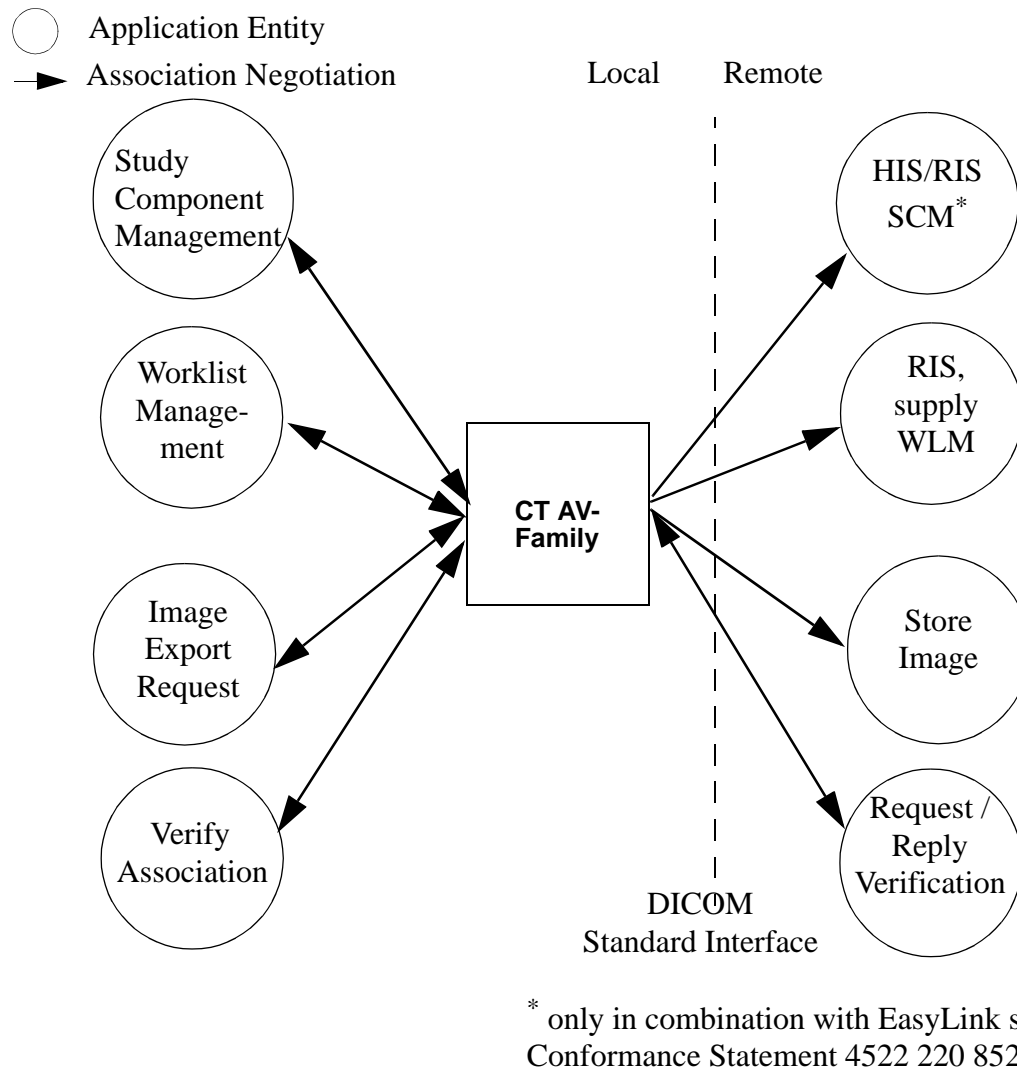 Application Entity
Association Negotiation
Local
Remote
Study
Component
Management
HIS/RIS
SCM*
Worklist
Manage-
ment
RIS,
supply
WLM
CT AV-
Family
Image
Export
Request
Store
Image
Verify
Association
Request /
Reply
Verification
DICOM
Standard Interface
* only in combination with EasyLink s
Conformance Statement 4522 220 852